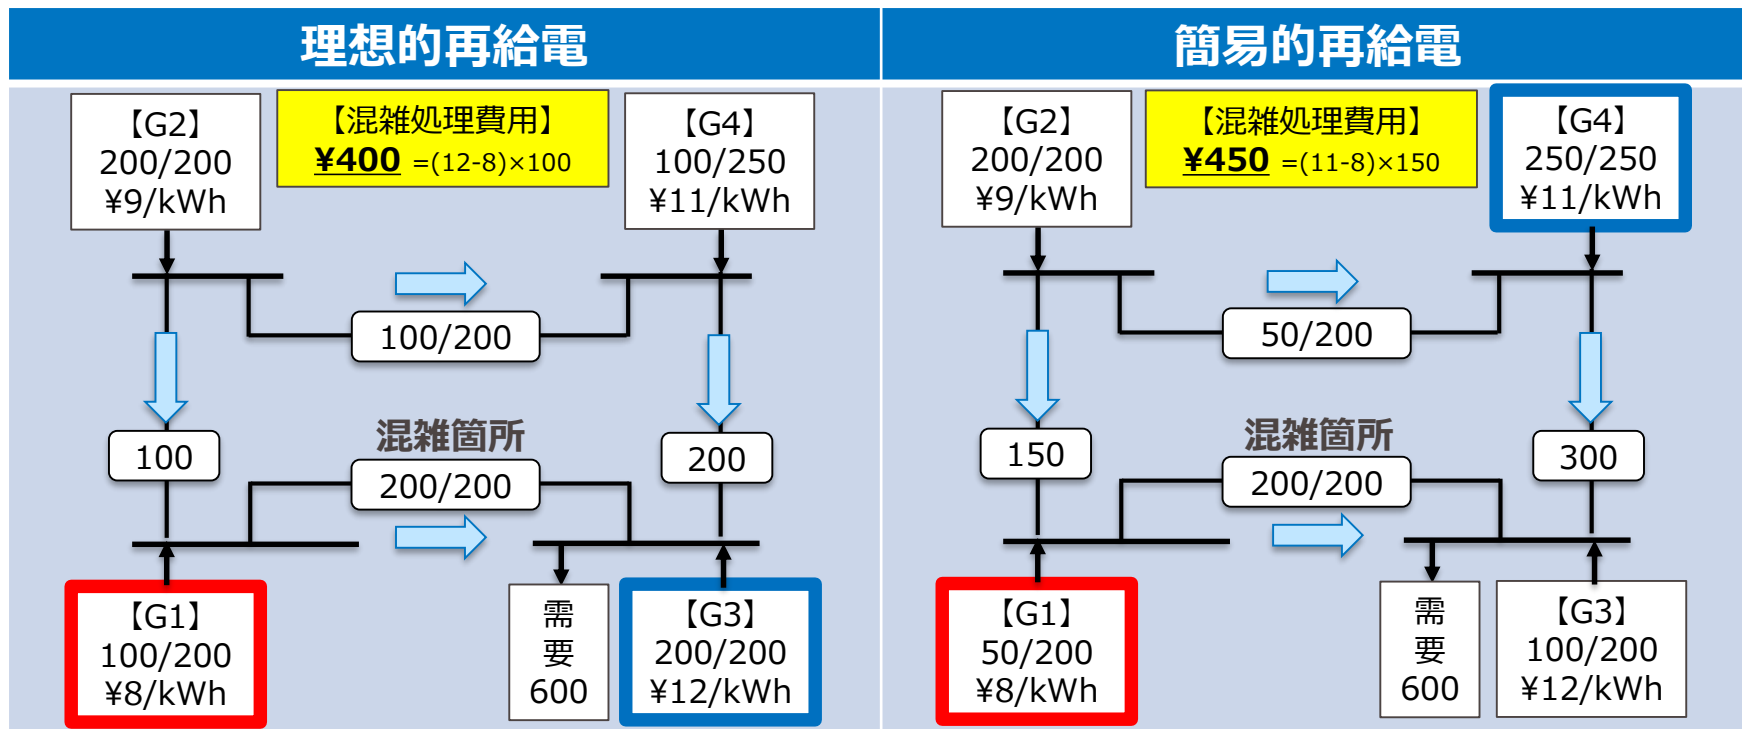 理想的再給電
【G2】
200/200
¥9/kWh
【混雑処理費用】
¥400 =(12-8)×100
【G4】
100/250
¥11/kWh
100/200
100
混雑箇所
200/200
200
【G1】
100/200
¥8/kWh
需
要
600
【G3】
200/200
¥12/kWh
簡易的再給電
【G2】
200/200
¥9/kWh
【混雑処理費用】
¥450 =(11-8)×150
【G4】
250/250
¥11/kWh
50/200
150
混雑箇所
200/200
300
【G1】
50/200
¥8/kWh
需
要
600
【G3】
100/200
¥12/kWh